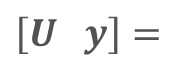 [U y] =